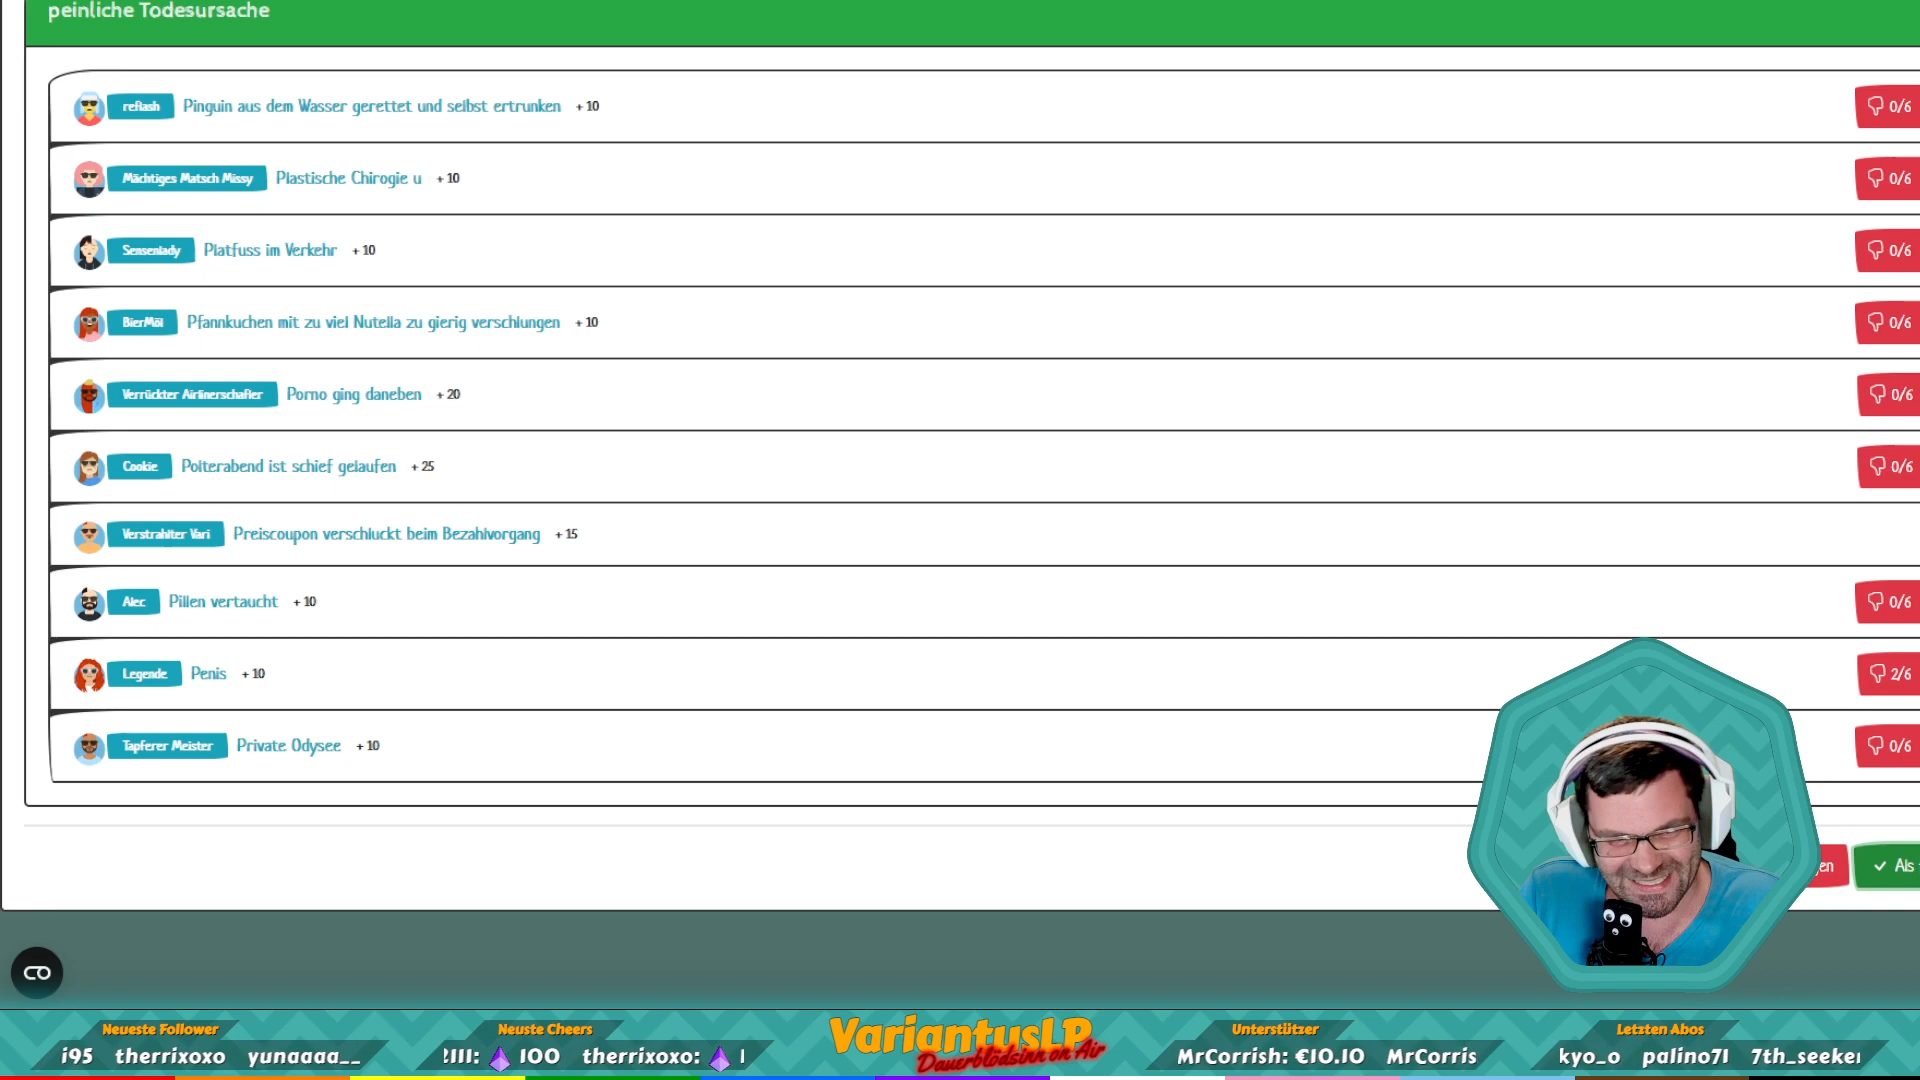 peinliche Todesursache
reflash Pinguin aus dem Wasser gerettet und selbst ertrunken +10 0/6
Mächtiges Matsch Missy Plastische Chirogie u +10 0/6
Sensenlady Platfuss im Verkehr +10 0/6
BierMöl Pfannkuchen mit zu viel Nutella zu gierig verschlungen +10 0/6
Verrückter Airlinerschafler Porno ging daneben +20 0/6
Cookie Polterabend ist schief gelaufen +25 0/6
Verstrahlter Vari Preiscoupon verschluckt beim Bezahlvorgang +15
Alec Pillen vertaucht +10 0/6
Legende Penis +10 2/6
Tapferer Meister Private Odysee +10 0/6
en Als
Neueste Follower Neuste Cheers VariantusLP Unterstützer Letzten Abos
i95 therrixoxo yunaaaa__ 100 therrixoxo: Dauerblödsinn on Air MrCorrish: €10.10 MrCorris kyo_o palino71 7th_seeker